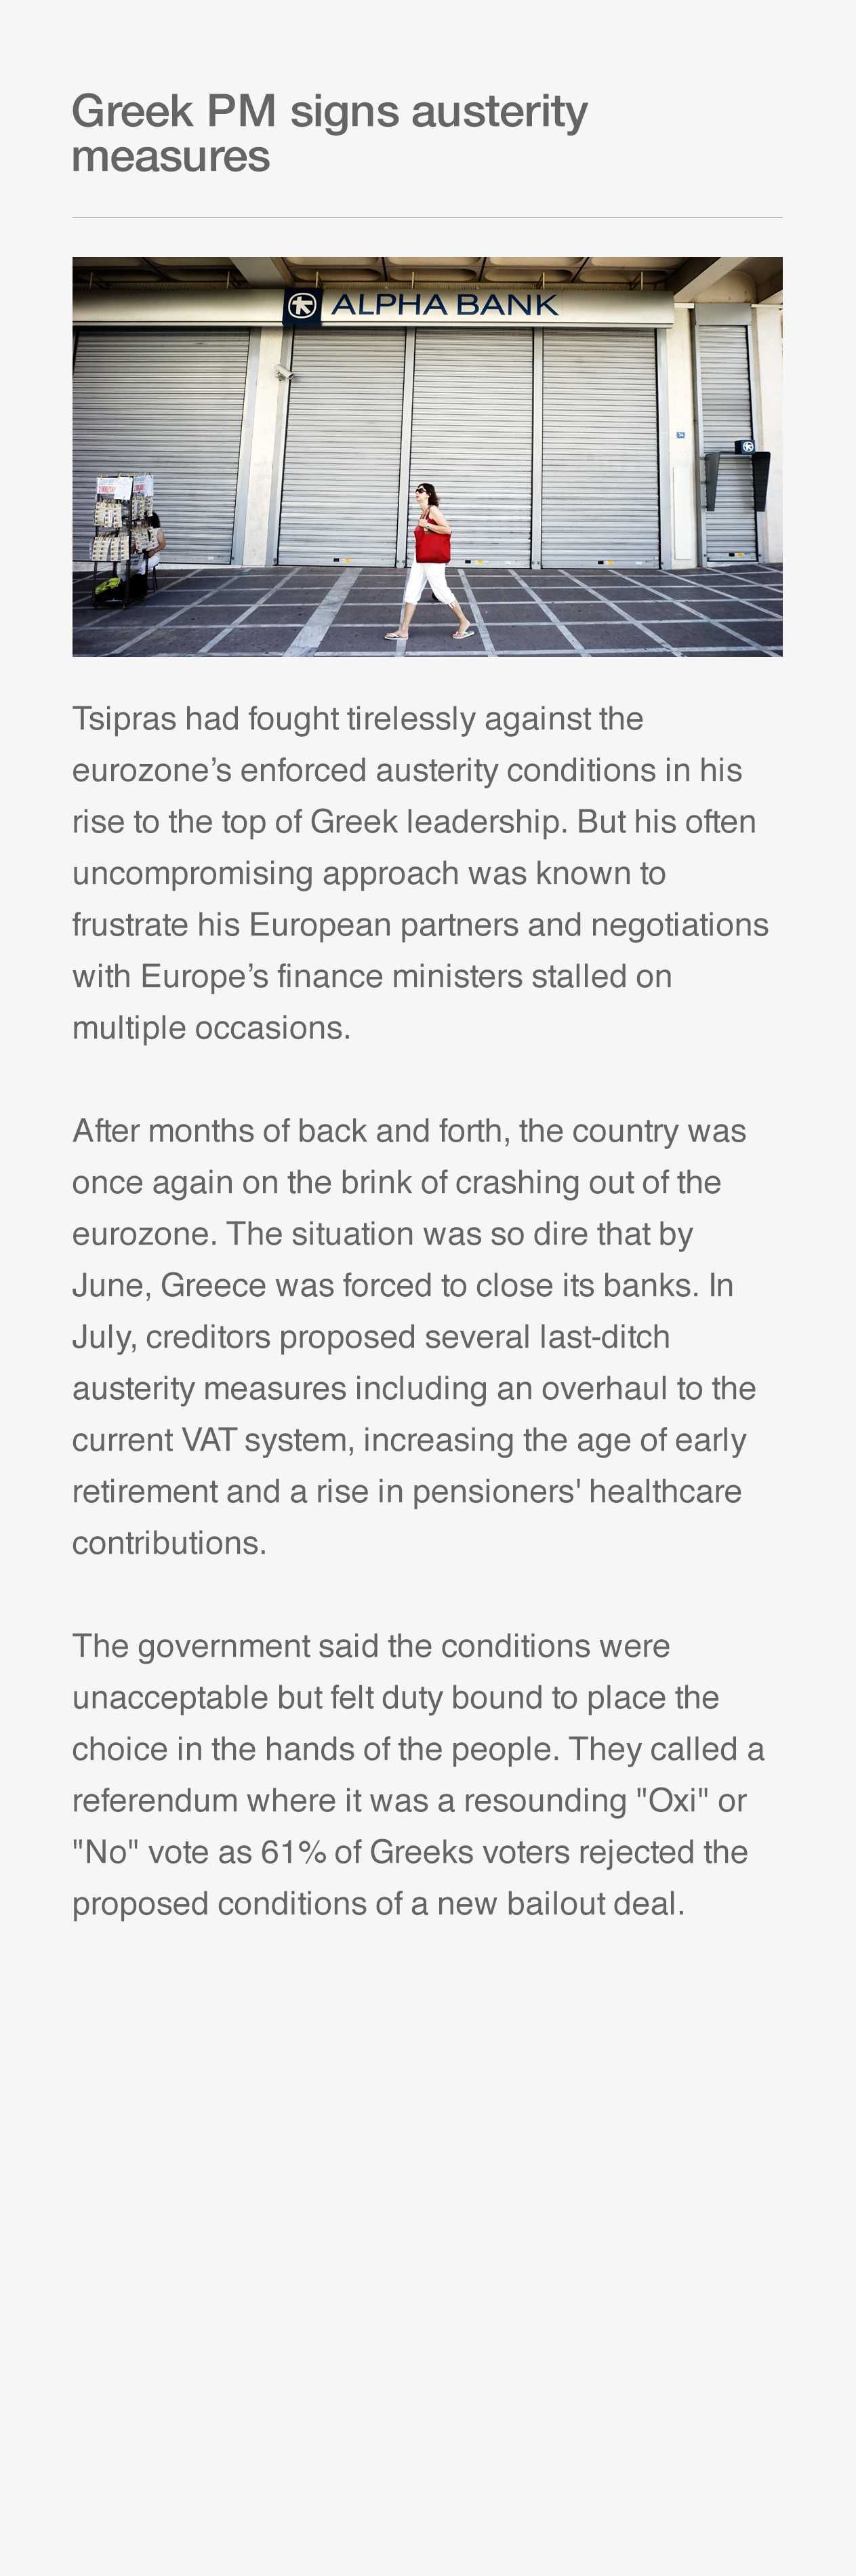 Greek PM signs austerity
measures
ALPHA BANK
Tsipras had fought tirelessly against the
eurozone’s enforced austerity conditions in his
rise to the top of Greek leadership. But his often
uncompromising approach was known to
frustrate his European partners and negotiations
with Europe’s finance ministers stalled on
multiple occasions.
After months of back and forth, the country was
once again on the brink of crashing out of the
eurozone. The situation was so dire that by
June, Greece was forced to close its banks. In
July, creditors proposed several last-ditch
austerity measures including an overhaul to the
current VAT system, increasing the age of early
retirement and a rise in pensioners' healthcare
contributions.
The government said the conditions were
unacceptable but felt duty bound to place the
choice in the hands of the people. They called a
referendum where it was a resounding "Oxi" or
"No" vote as 61% of Greeks voters rejected the
proposed conditions of a new bailout deal.